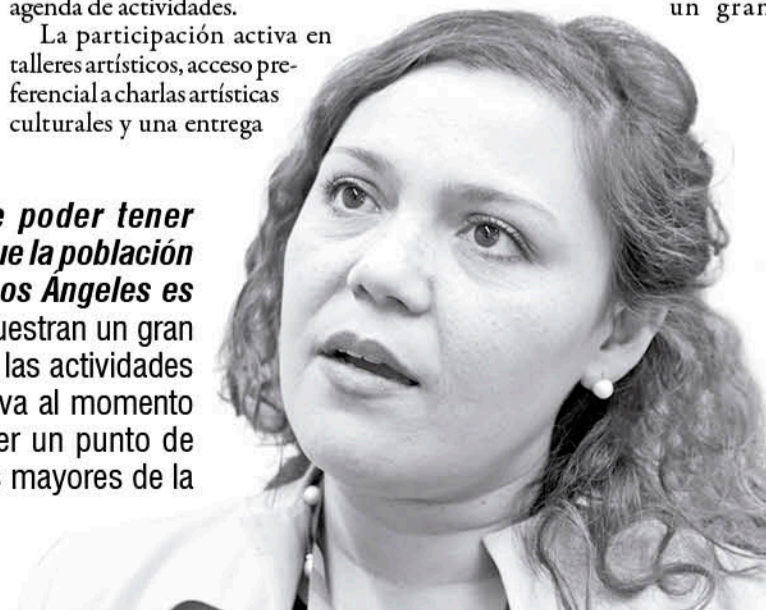 agenda de actividades.
La participación activa en
talleres artísticos, acceso pre-
ferencial a charlas artísticas
culturales y una entrega
un gran
e poder tener
ue la población
os Ángeles es
uestran un gran
las actividades
va al momento
er un punto de
s mayores de la